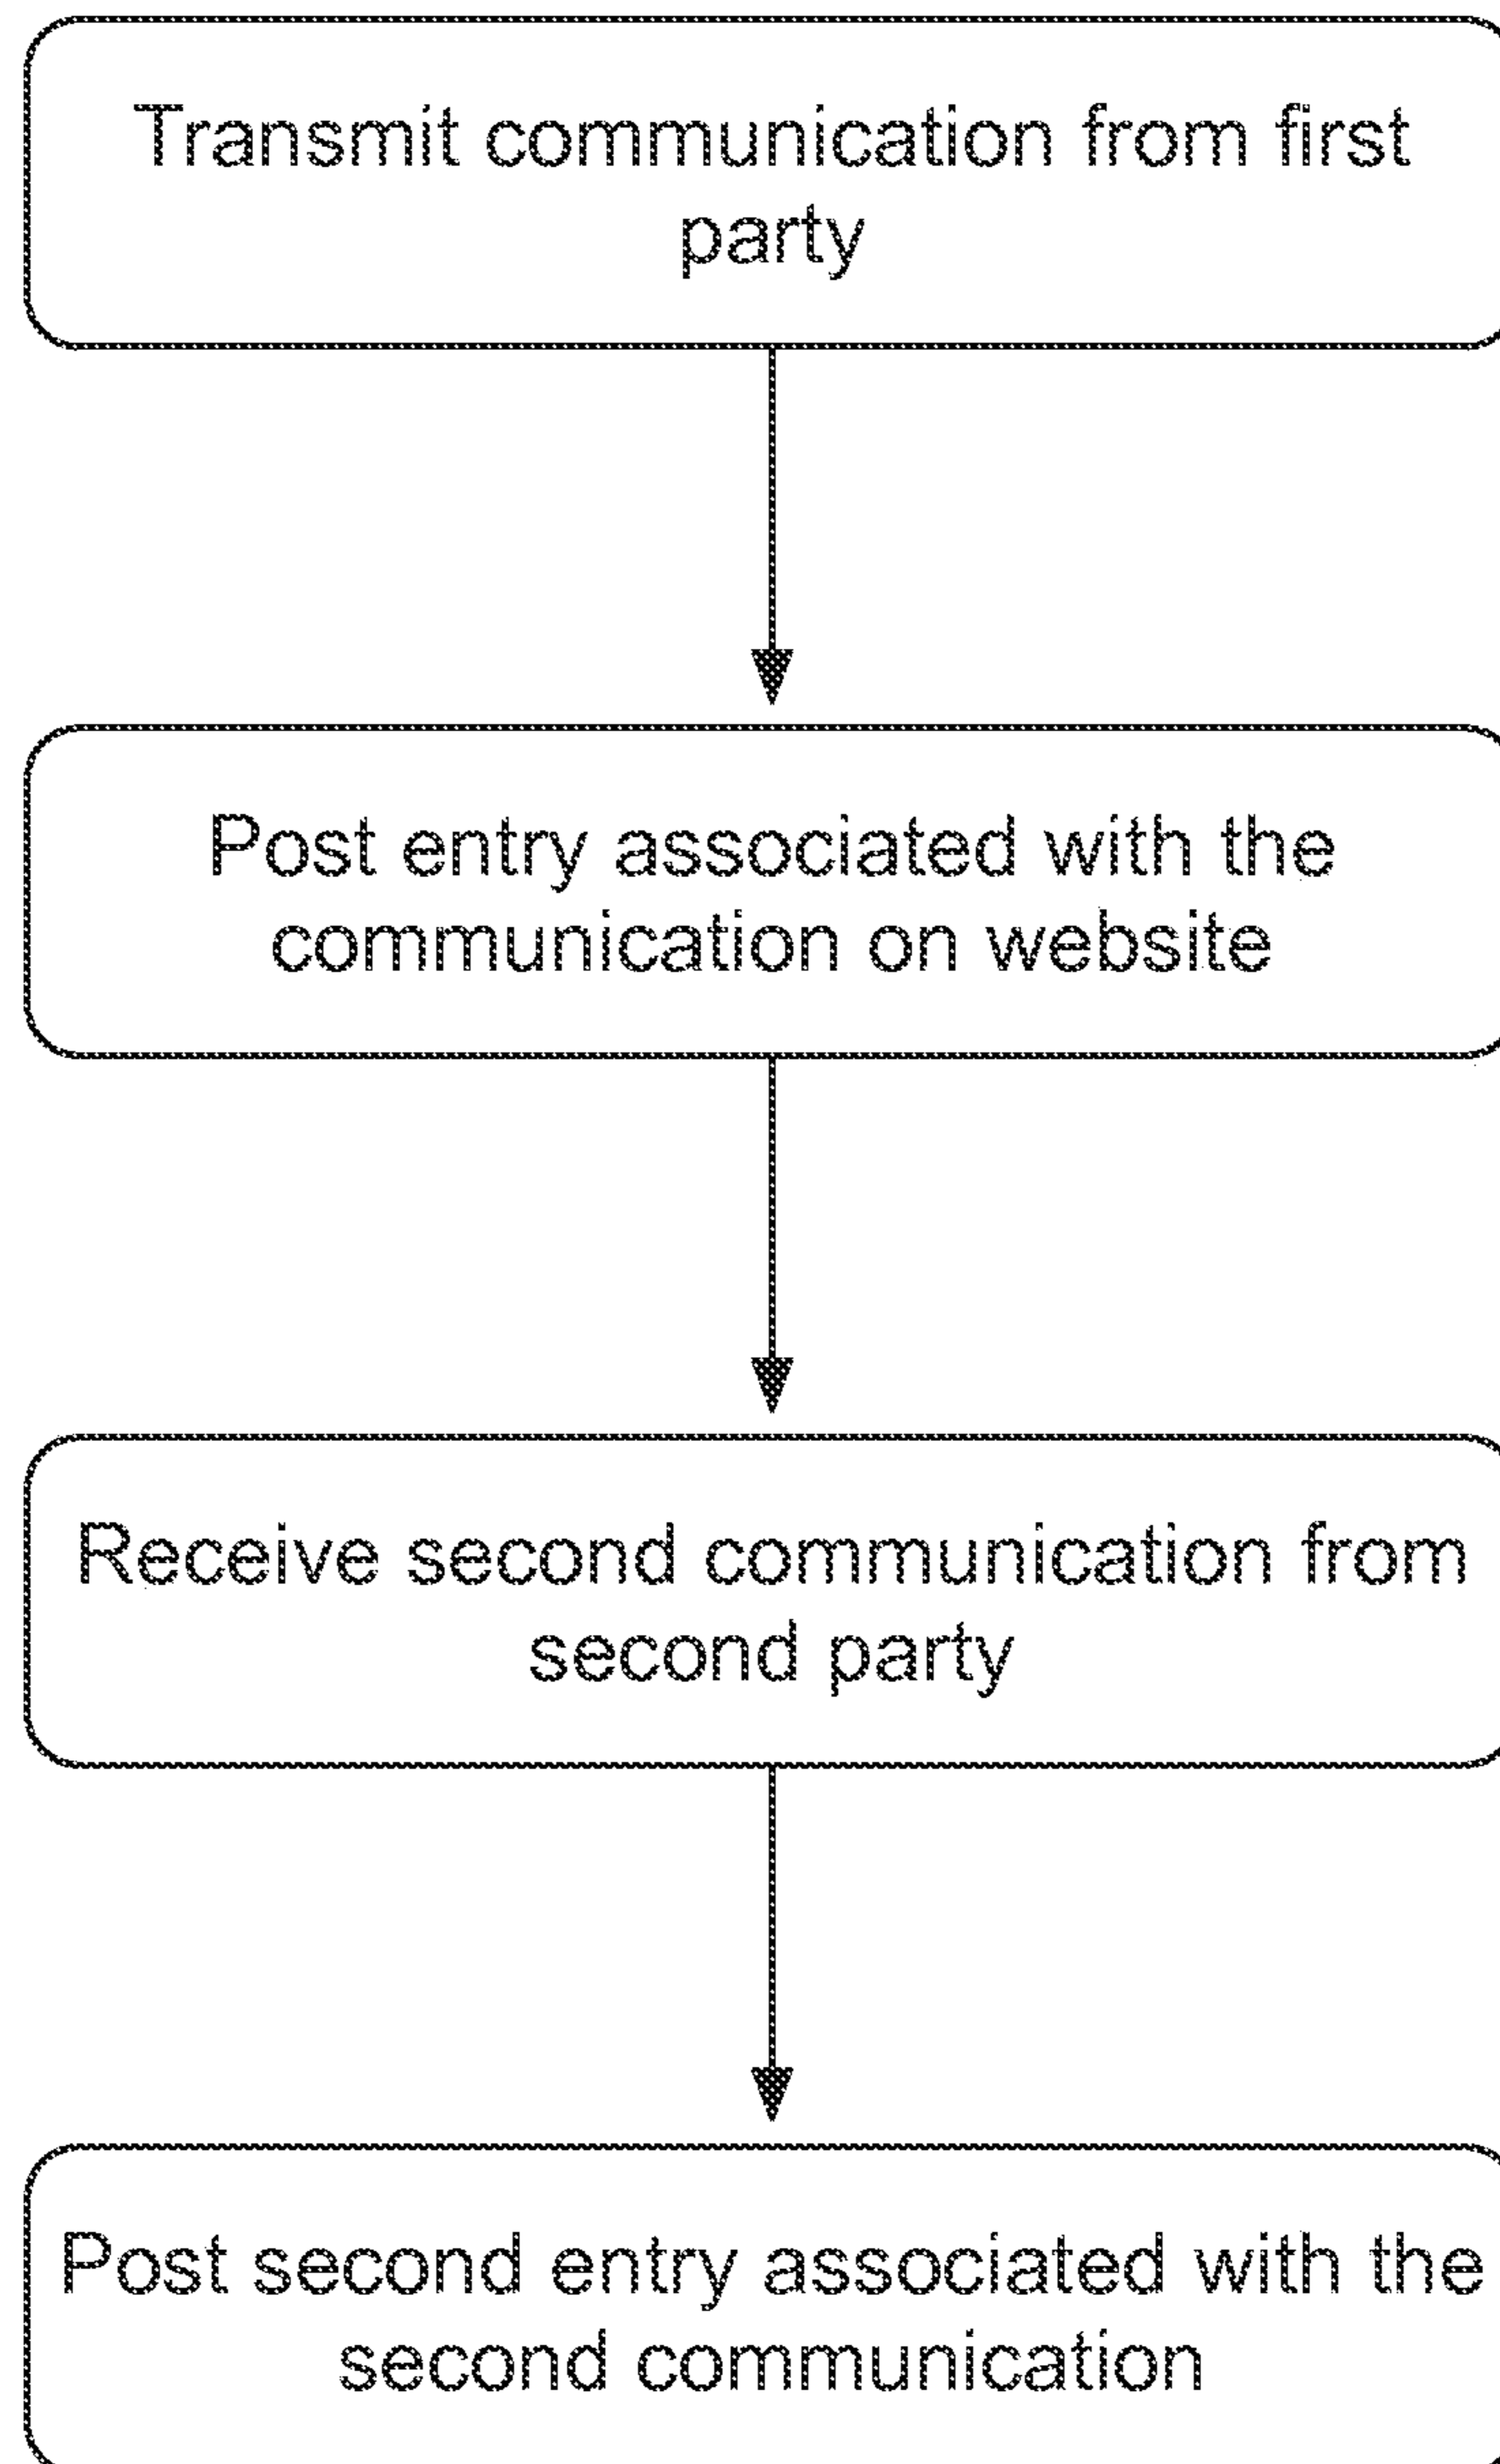 Transmit communication from first
party
Post entry associated with the
communication on website
Receive second communication from
second party
Post second entry associated with the
second communication